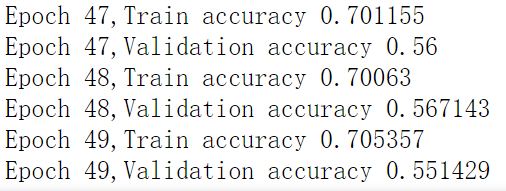 Epoch 47,Train accuracy 0.701155
Epoch 47,Validation accuracy 0.56
Epoch 48,Train accuracy 0.70063
Epoch 48,Validation accuracy 0.567143
Epoch 49,Train accuracy 0.705357
Epoch 49,Validation accuracy 0.551429